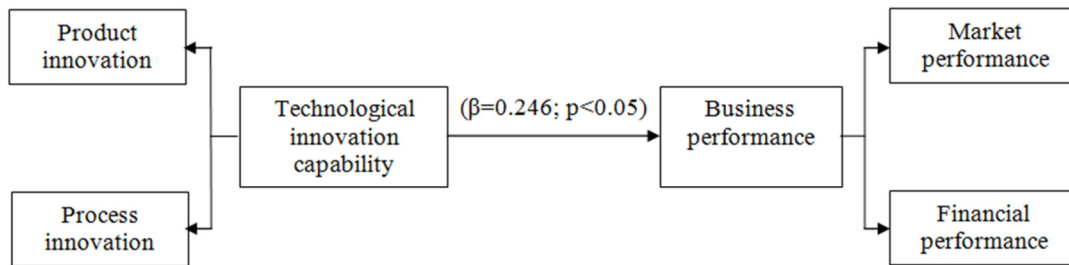 Product
innovation
Process
innovation
Technological
innovation
capability
(β=0.246; p<0.05)
Business
performance
Market
performance
Financial
performance